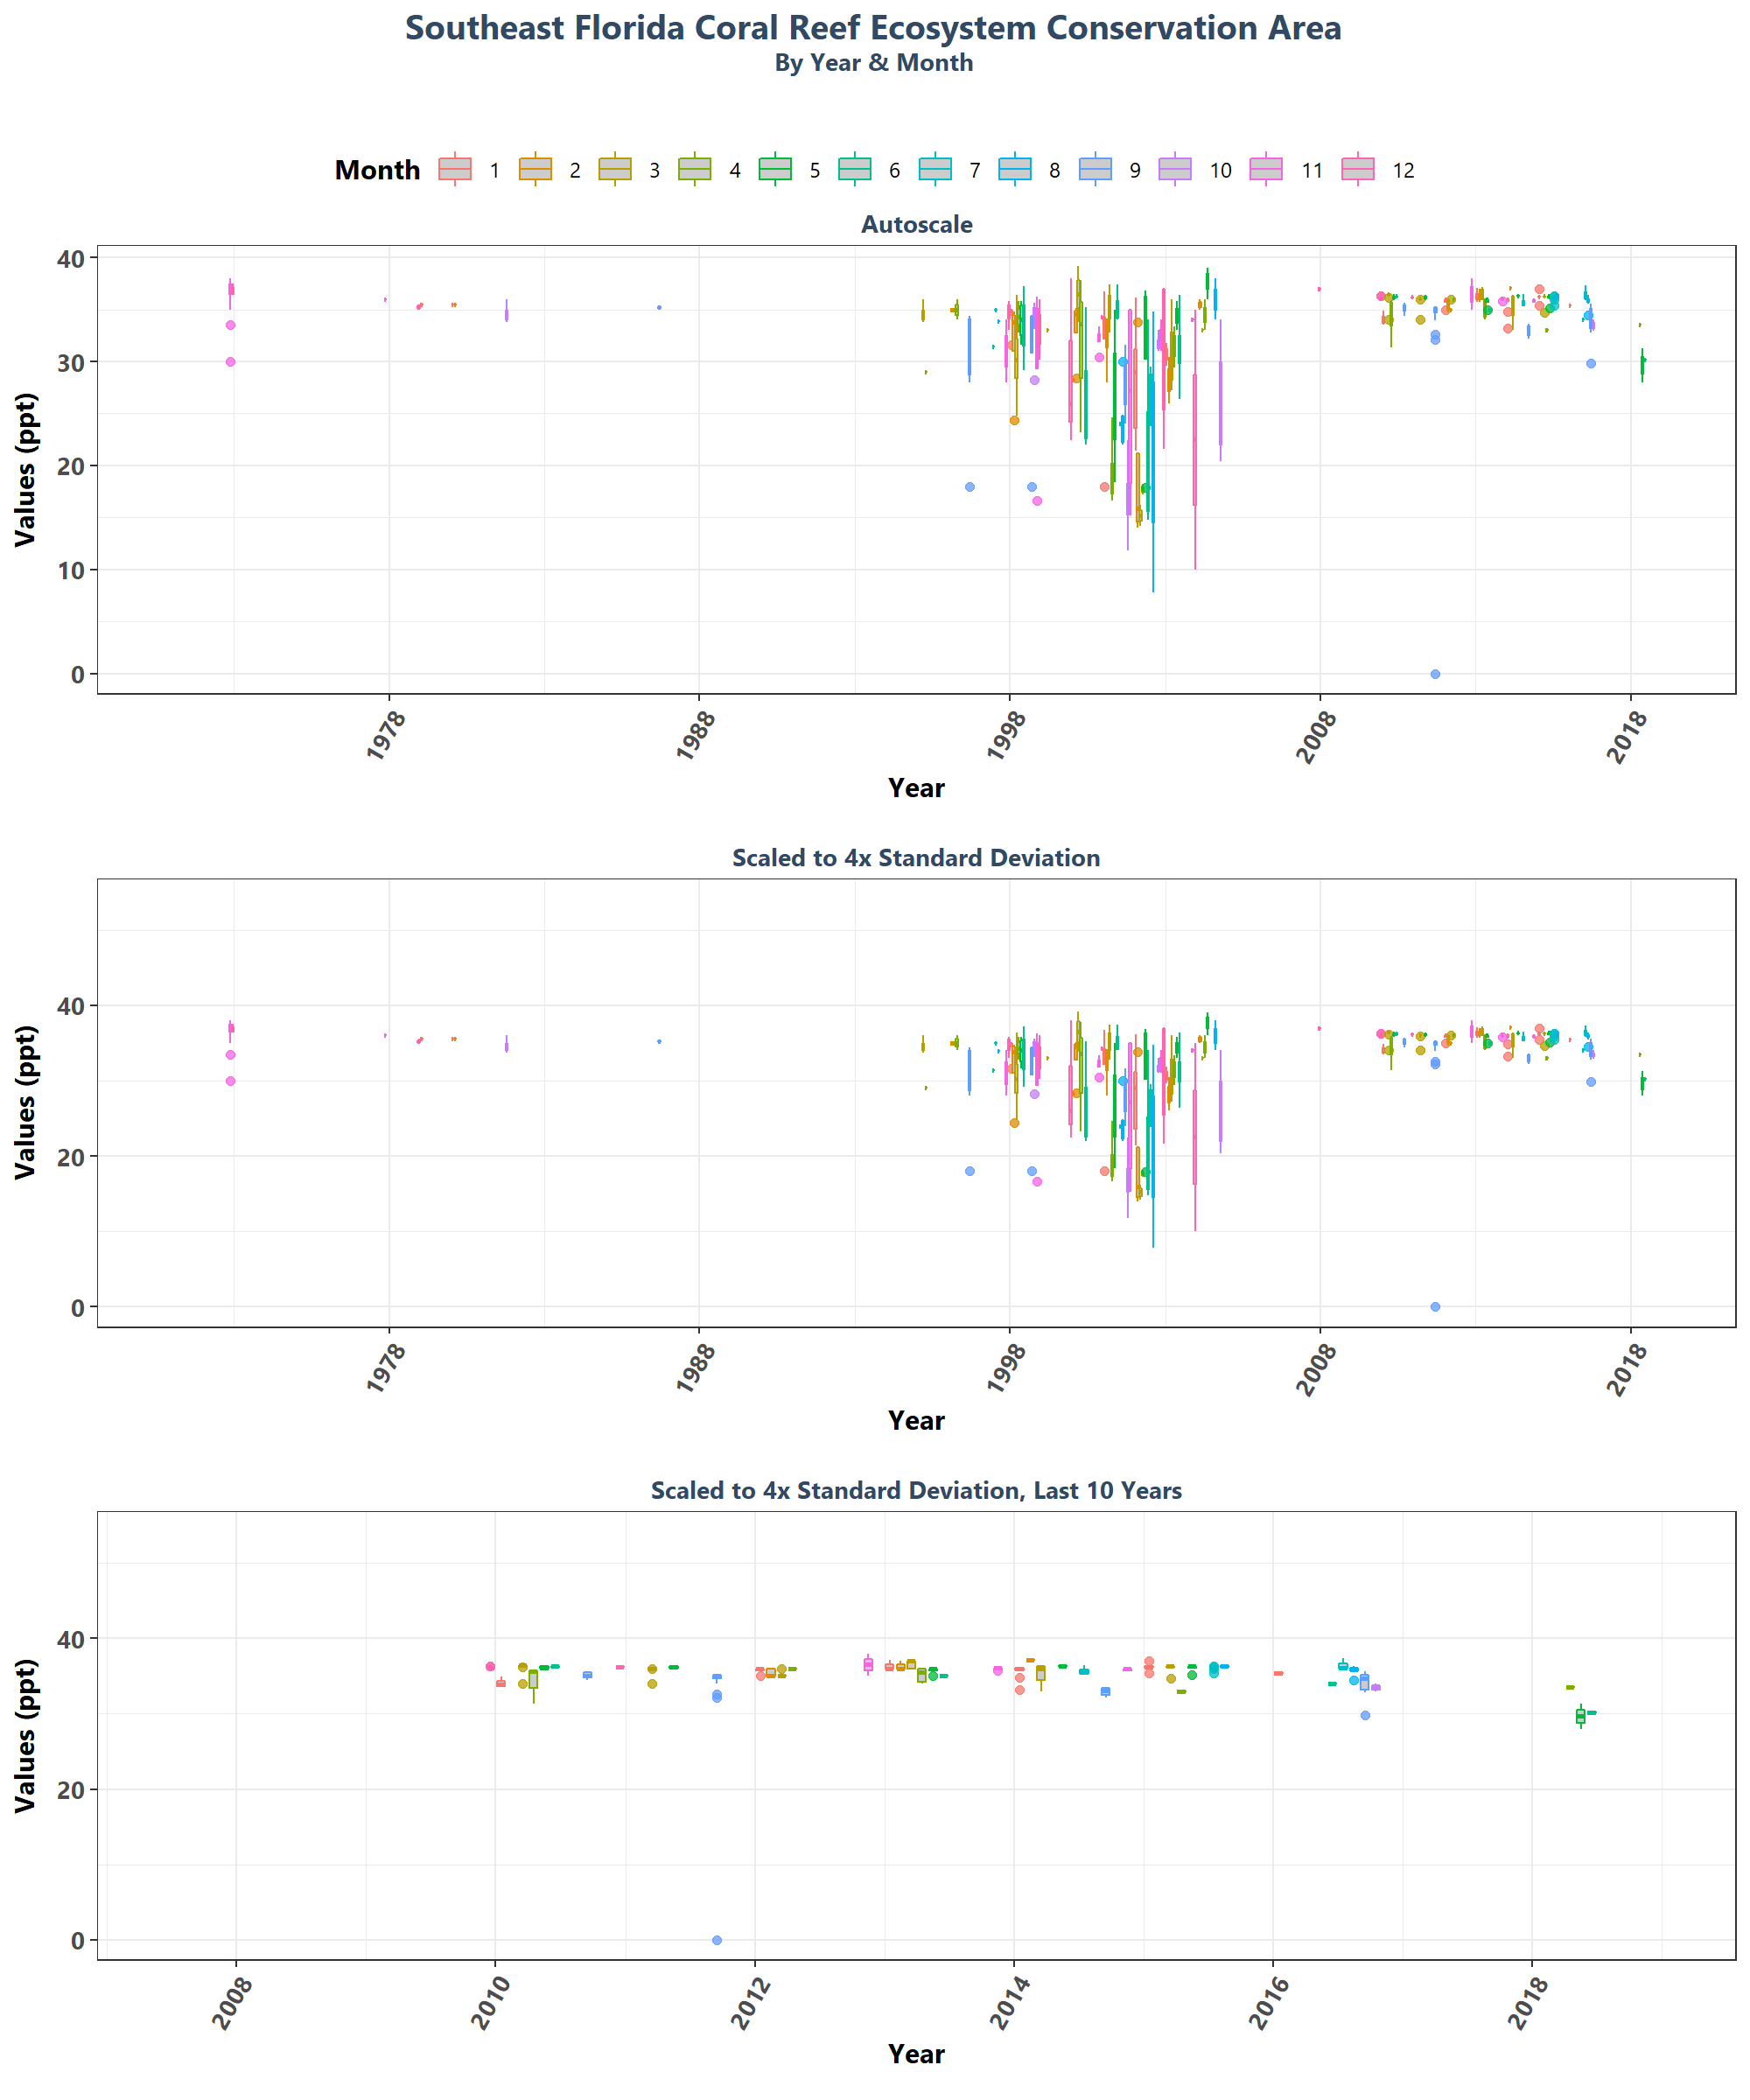 Southeast Florida Coral Reef Ecosystem Conservation Area
By Year & Month
Month 1 2 3 4 5 6 7 8 9 10 11 12
Autoscale
40
30
20
10
0
Values (ppt)
1978 1988 1998 2008 2018
Year
Scaled to 4x Standard Deviation
40
20
0
Values (ppt)
1978 1988 1998 2008 2018
Year
Scaled to 4x Standard Deviation, Last 10 Years
40
20
0
Values (ppt)
2008 2010 2012 2014 2016 2018
Year